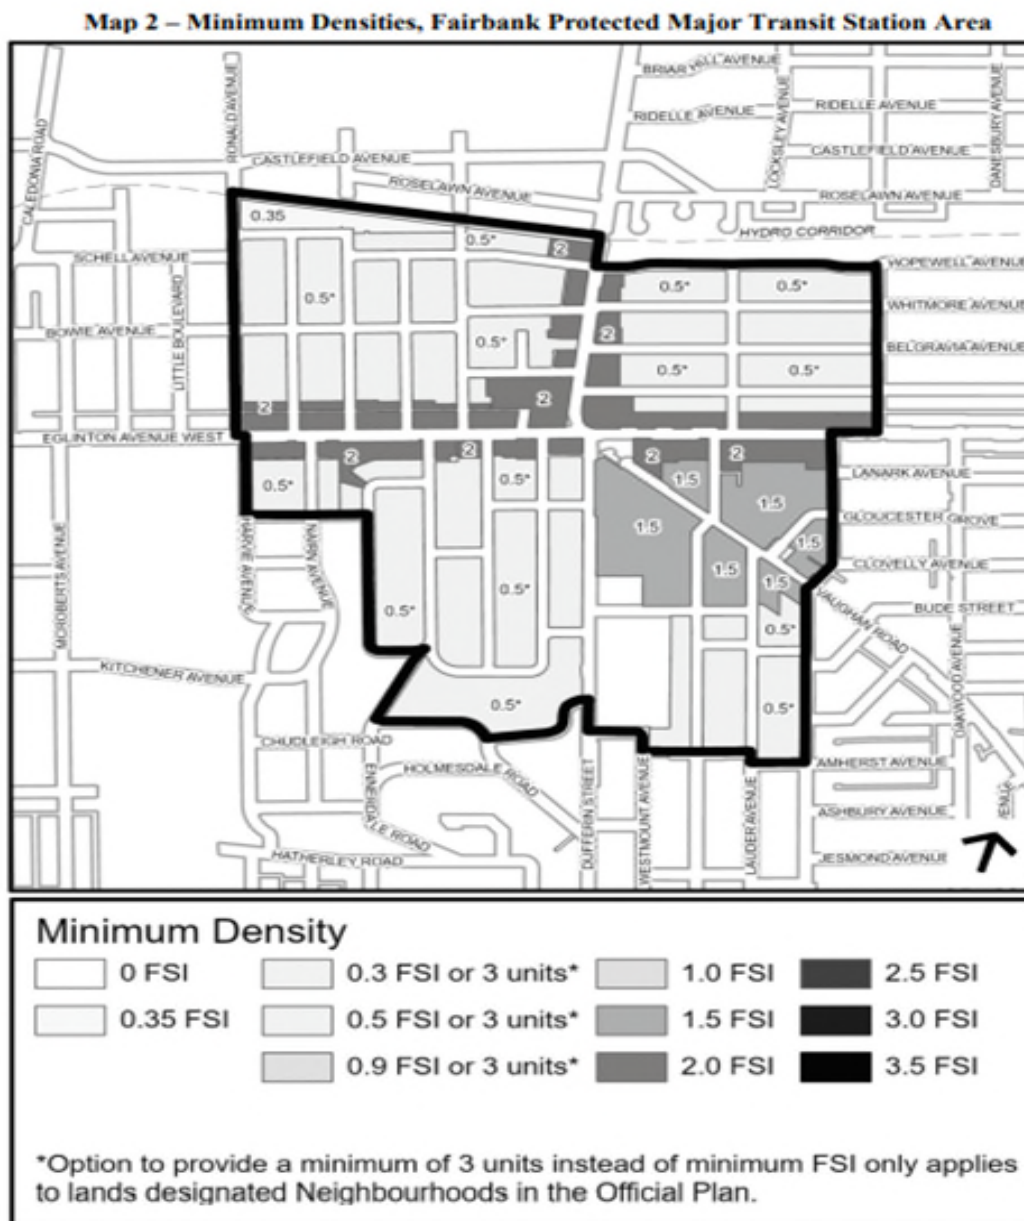 Map 2 – Minimum Densities, Fairbank Protected Major Transit Station Area
BRIAR HILL AVENUE
RIDELLE AVENUE
RIDELLE AVENUE
CALEDONIA ROAD
RONALD AVENUE
LOCKSLEY AVENUE
DANESBURY AVENUE
CASTLEFIELD AVENUE
CASTLEFIELD AVENUE
ROSELAWN AVENUE
ROSELAWN AVENUE
0.35
HYDRO CORRIDOR
0.5*
2
SCHELL AVENUE
HOPEWELL AVENUE
0.5*
0.5*
0.5*
WHITMORE AVENUE
LITTLE BOULEVARD
BOWIE AVENUE
2
0.5*
BELGRAVIA AVENUE
0.5*
0.5*
2
2
EGLINTON AVENUE WEST
2
2
2
2
LANARK AVENUE
0.5*
0.5*
1.5
1.5
GLOUCESTER GROVE
1.5
1.5
HARVIE AVENUE
NAIRN AVENUE
MCROBERTS AVENUE
CLOVELLY AVENUE
1.5
1.5
0.5*
0.5*
VAUGHAN ROAD
BUDE STREET
0.5*
OAKWOOD AVENUE
KITCHENER AVENUE
0.5*
0.5*
CHUDLEIGH ROAD
HOLMESDALE ROAD
AMHERST AVENUE
ENNERDALE ROAD
DUFFERIN STREET
WESTMOUNT AVENUE
LAUDER AVENUE
ENUE
ASHBURY AVENUE
HATHERLEY ROAD
JESMOND AVENUE
Minimum Density
0 FSI
0.3 FSI or 3 units*
1.0 FSI
2.5 FSI
0.35 FSI
0.5 FSI or 3 units*
1.5 FSI
3.0 FSI
0.9 FSI or 3 units*
2.0 FSI
3.5 FSI
*Option to provide a minimum of 3 units instead of minimum FSI only applies
to lands designated Neighbourhoods in the Official Plan.